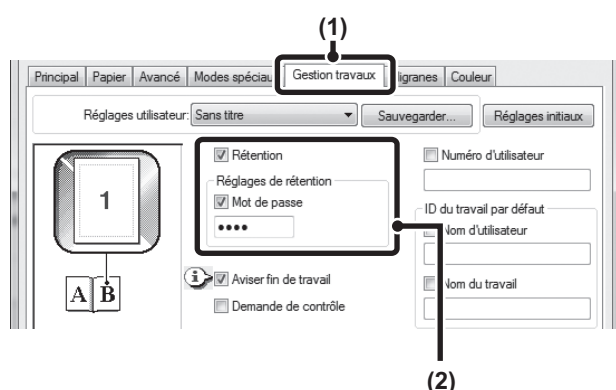 (1)
Principal Papier Avancé Modes spéciau Gestion travaux ligranes Couleur
Réglages utilisateur: Sans titre Sauvegarder... Réglages initiaux
Rétention
Réglages de rétention
Mot de passe
••••
Aviser fin de travail
Demande de contrôle
Numéro d'utilisateur
ID du travail par défaut
Nom d'utilisateur
Nom du travail
1
A B
(2)